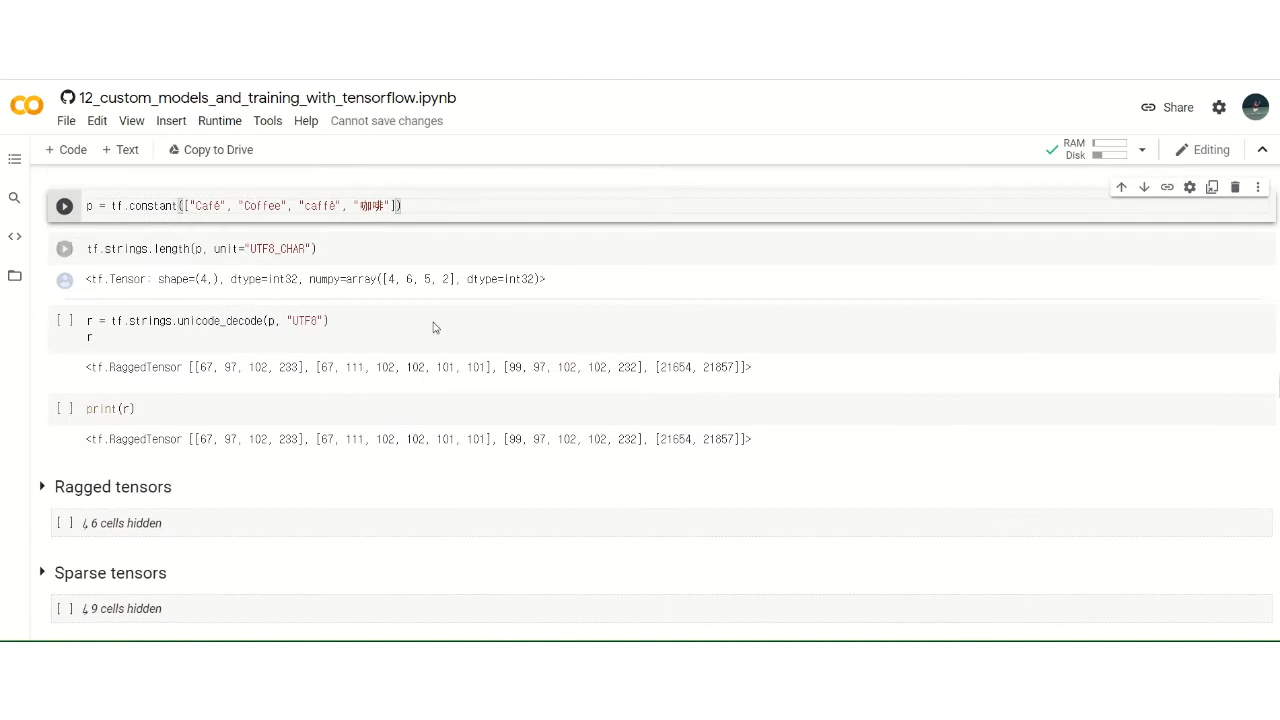 12_custom_models_and_training_with_tensorflow.ipynb
File Edit View Insert Runtime Tools Help Cannot save changes
Share
+ Code + Text Copy to Drive
RAM
Disk
Editing
p = tf.constant(["Café", "Coffee", "caffè", "咖啡"])
tf.strings.length(p, unit="UTF8_CHAR")
<tf.Tensor: shape=(4,), dtype=int32, numpy=array([4, 6, 5, 2], dtype=int32)>
[ ] r = tf.strings.unicode_decode(p, "UTF8")
r
<tf.RaggedTensor [[67, 97, 102, 233], [67, 111, 102, 102, 101, 101], [99, 97, 102, 102, 232], [21654, 21857]]>
[ ] print(r)
<tf.RaggedTensor [[67, 97, 102, 233], [67, 111, 102, 102, 101, 101], [99, 97, 102, 102, 232], [21654, 21857]]>
Ragged tensors
[ ] ↳ 6 cells hidden
Sparse tensors
[ ] ↳ 9 cells hidden